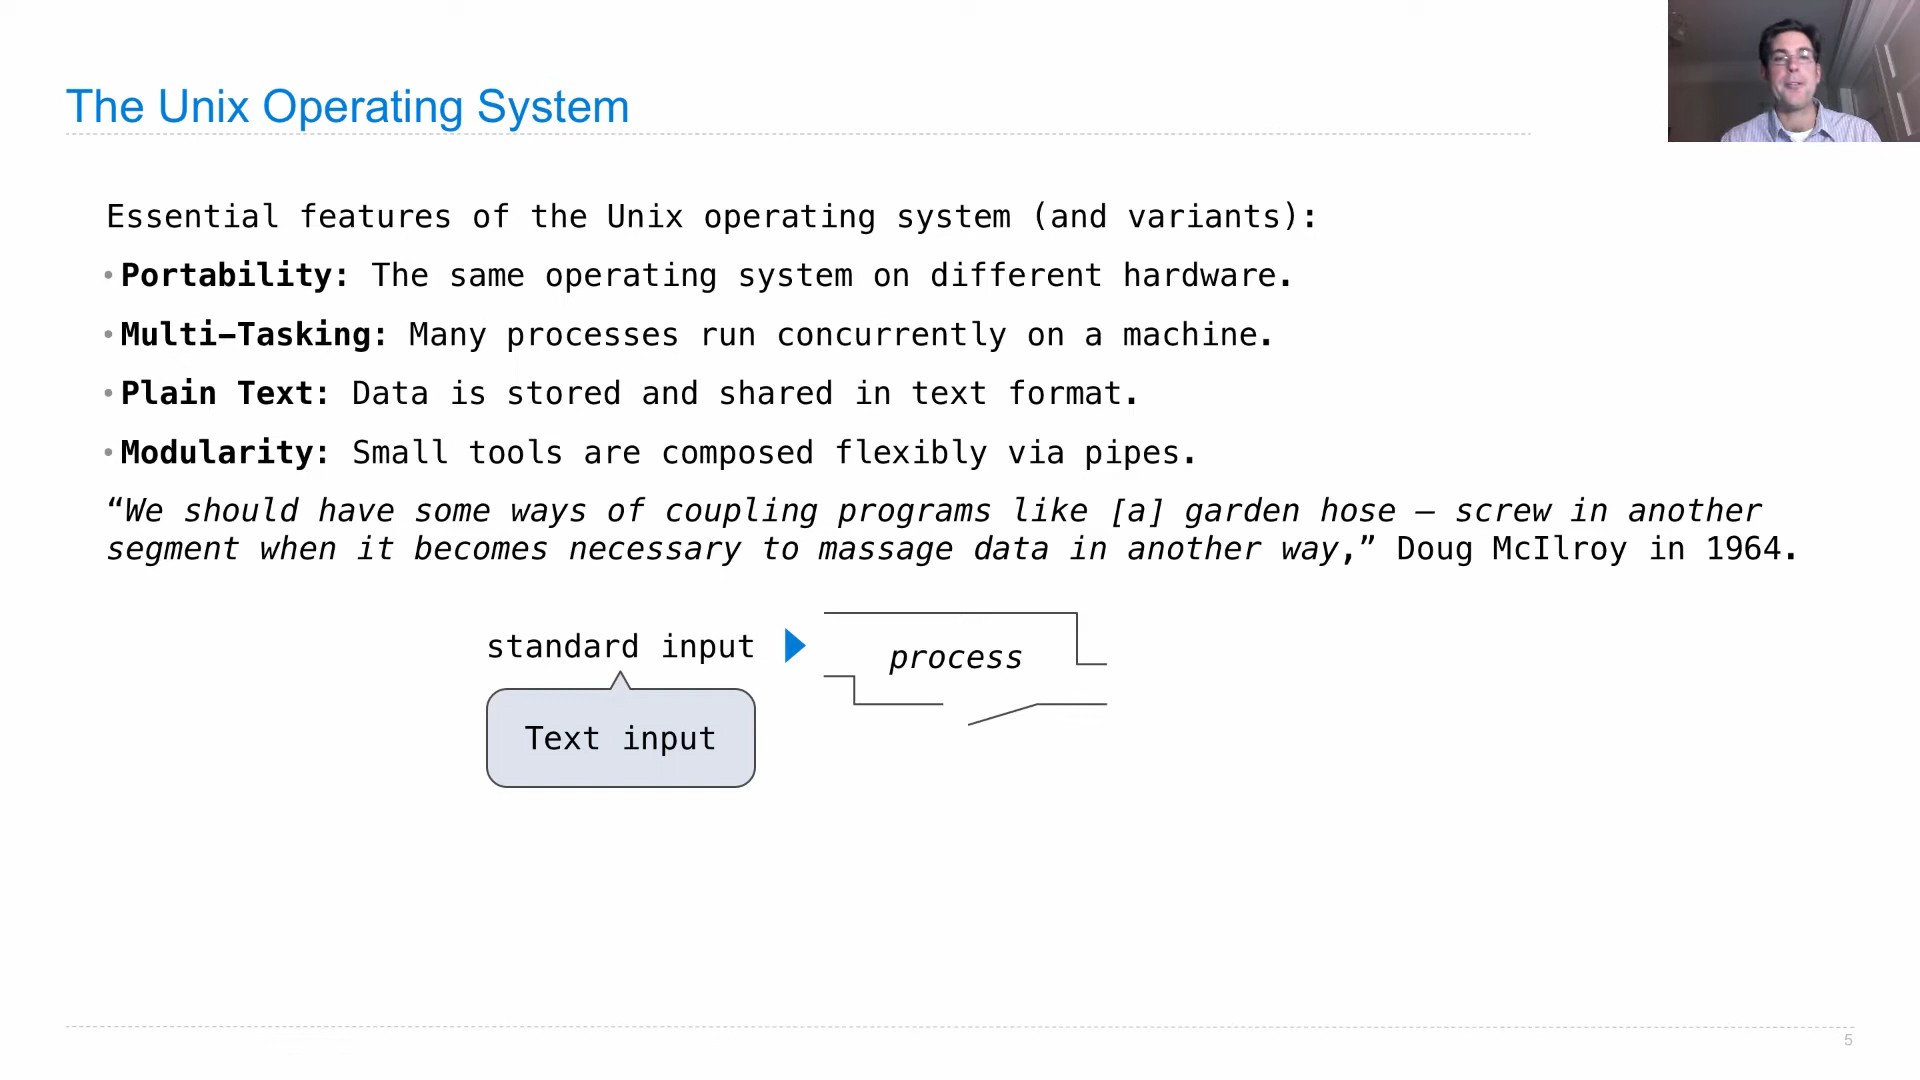 The Unix Operating System
Essential features of the Unix operating system (and variants):
• Portability: The same operating system on different hardware.
• Multi-Tasking: Many processes run concurrently on a machine.
• Plain Text: Data is stored and shared in text format.
• Modularity: Small tools are composed flexibly via pipes.
“We should have some ways of coupling programs like [a] garden hose – screw in another
segment when it becomes necessary to massage data in another way,” Doug McIlroy in 1964.
standard input
process
Text input
5